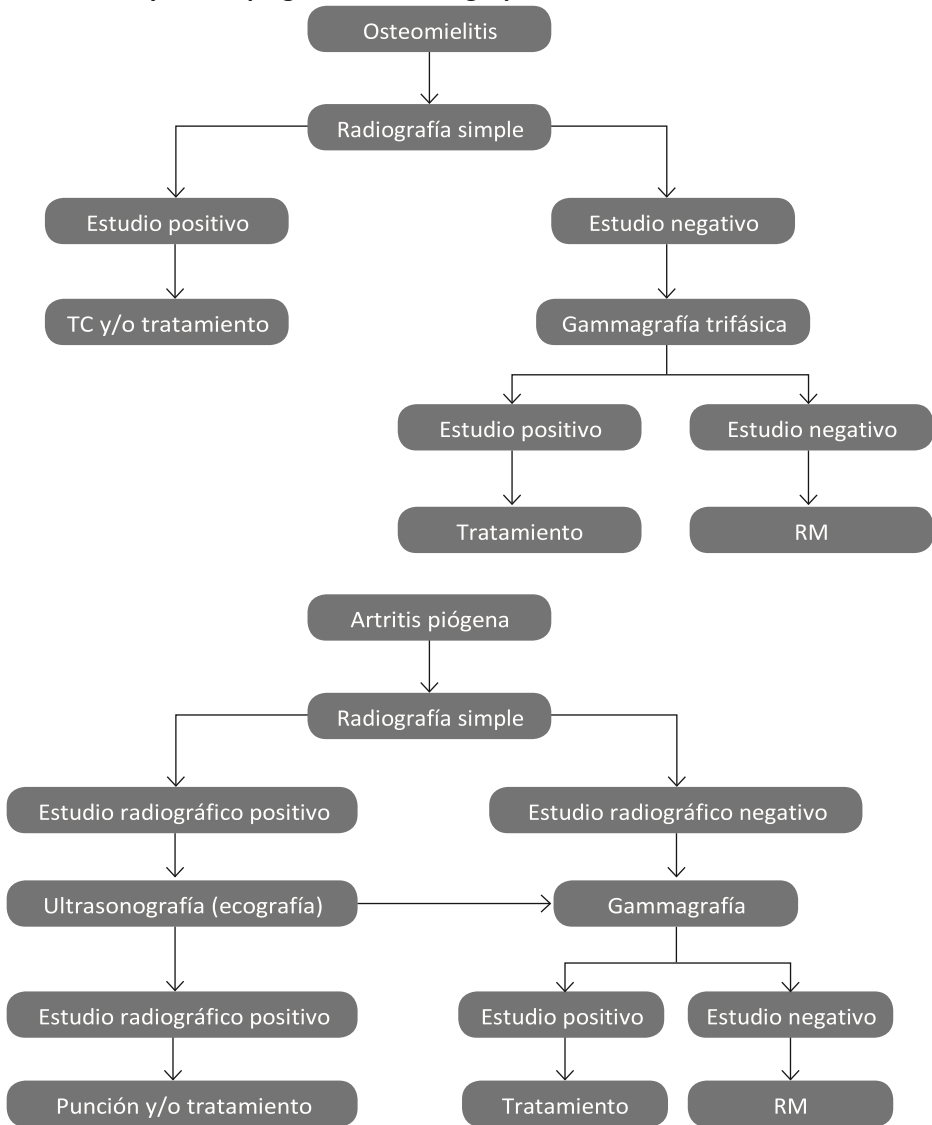 Osteomielitis
Radiografía simple
Estudio positivo
Estudio negativo
TC y/o tratamiento
Gammagrafía trifásica
Estudio positivo
Estudio negativo
Tratamiento
RM
Artritis piógena
Radiografía simple
Estudio radiográfico positivo
Estudio radiográfico negativo
Ultrasonografía (ecografía)
Gammagrafía
Estudio radiográfico positivo
Estudio positivo
Estudio negativo
Punción y/o tratamiento
Tratamiento
RM